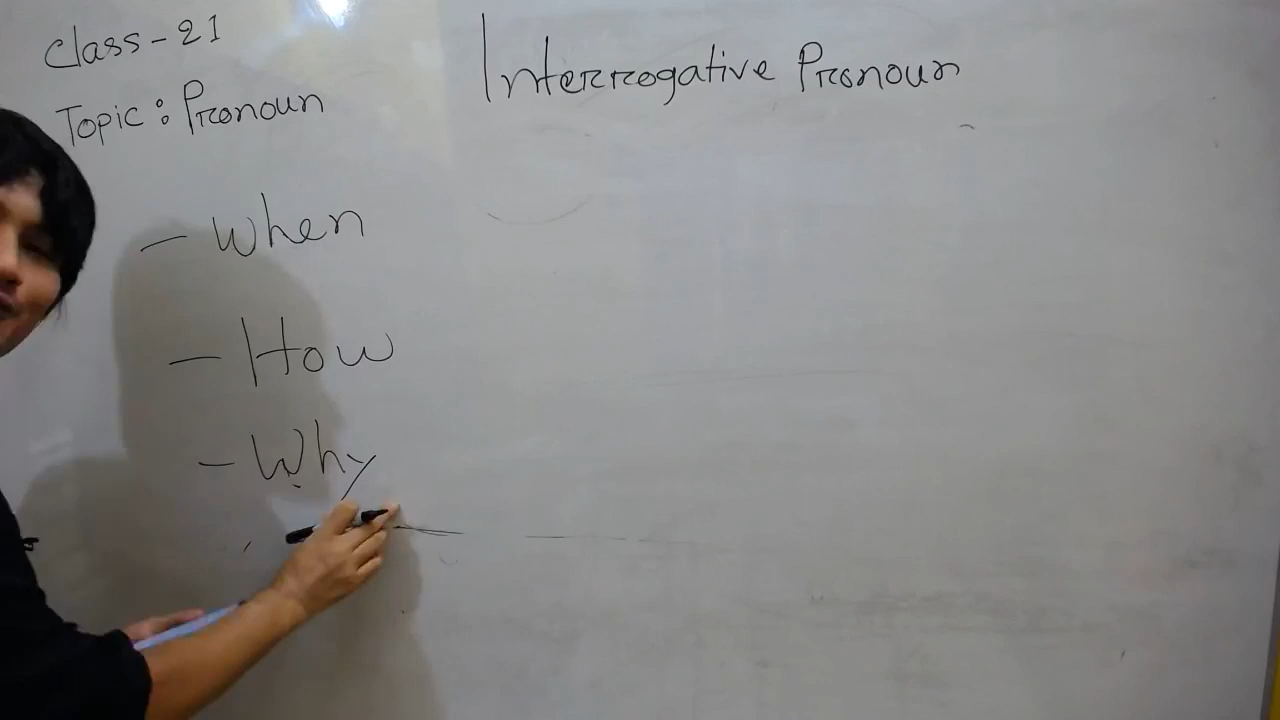 Class-21
Topic: Pronoun
Interrogative Pronoun
- When
- How
- Why